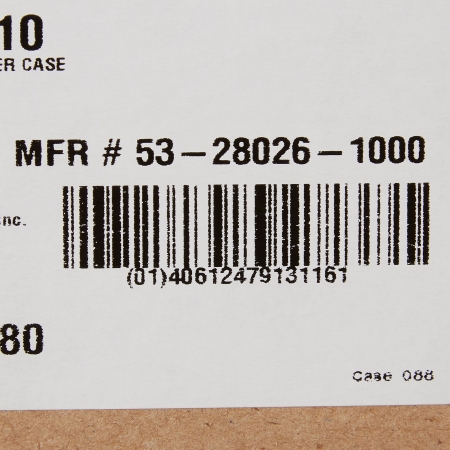 10
ER CASE
MFR # 53-28026-1000
nc.
(01)40612479131161
80
Case 088